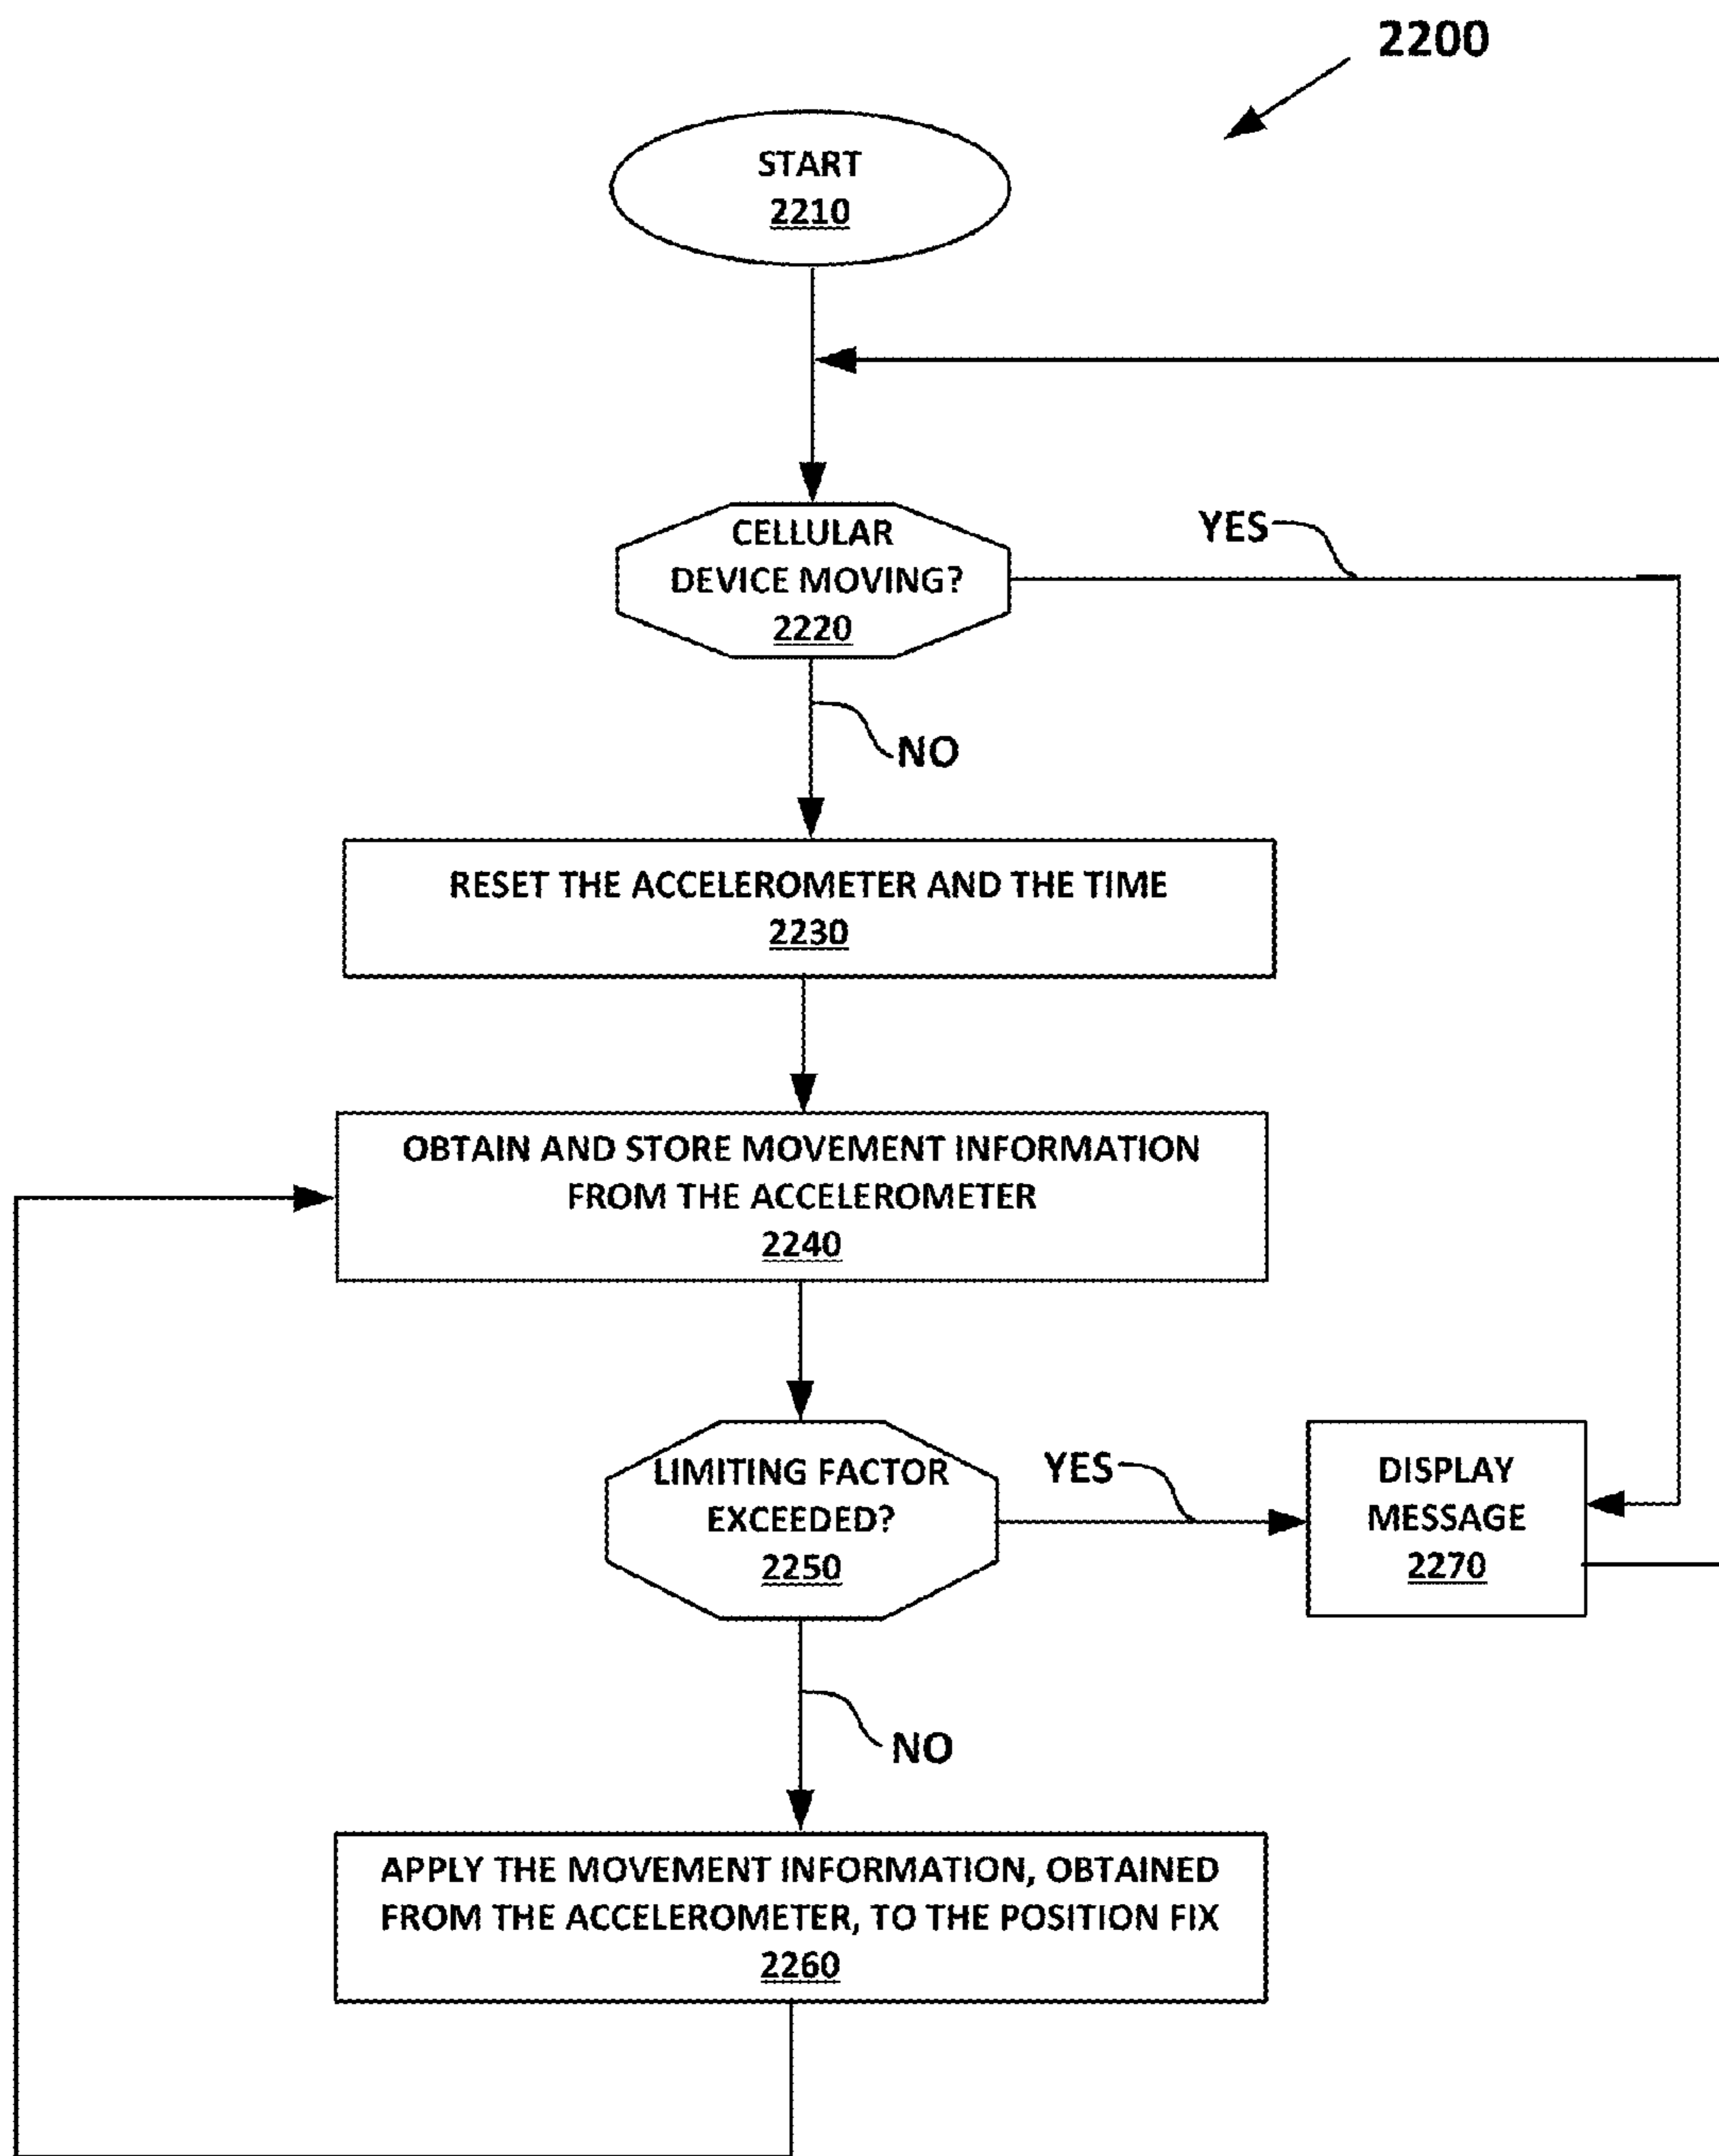 2200
START
2210
CELLULAR
DEVICE MOVING?
2220
YES
NO
RESET THE ACCELEROMETER AND THE TIME
2230
OBTAIN AND STORE MOVEMENT INFORMATION
FROM THE ACCELEROMETER
2240
LIMITING FACTOR
EXCEEDED?
2250
YES
DISPLAY
MESSAGE
2270
NO
APPLY THE MOVEMENT INFORMATION, OBTAINED
FROM THE ACCELEROMETER, TO THE POSITION FIX
2260